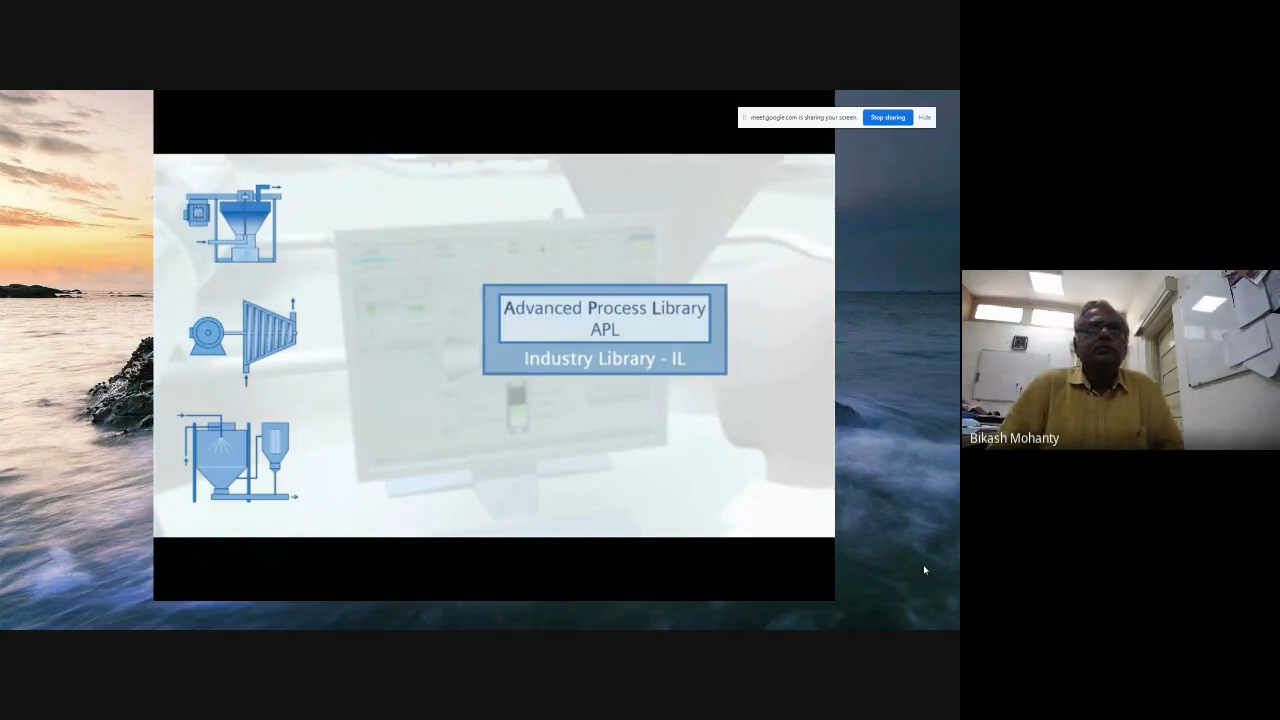 meet.google.com is sharing your screen.
Stop sharing
Hide
Advanced Process Library
APL
Industry Library - IL
Bikash Mohanty